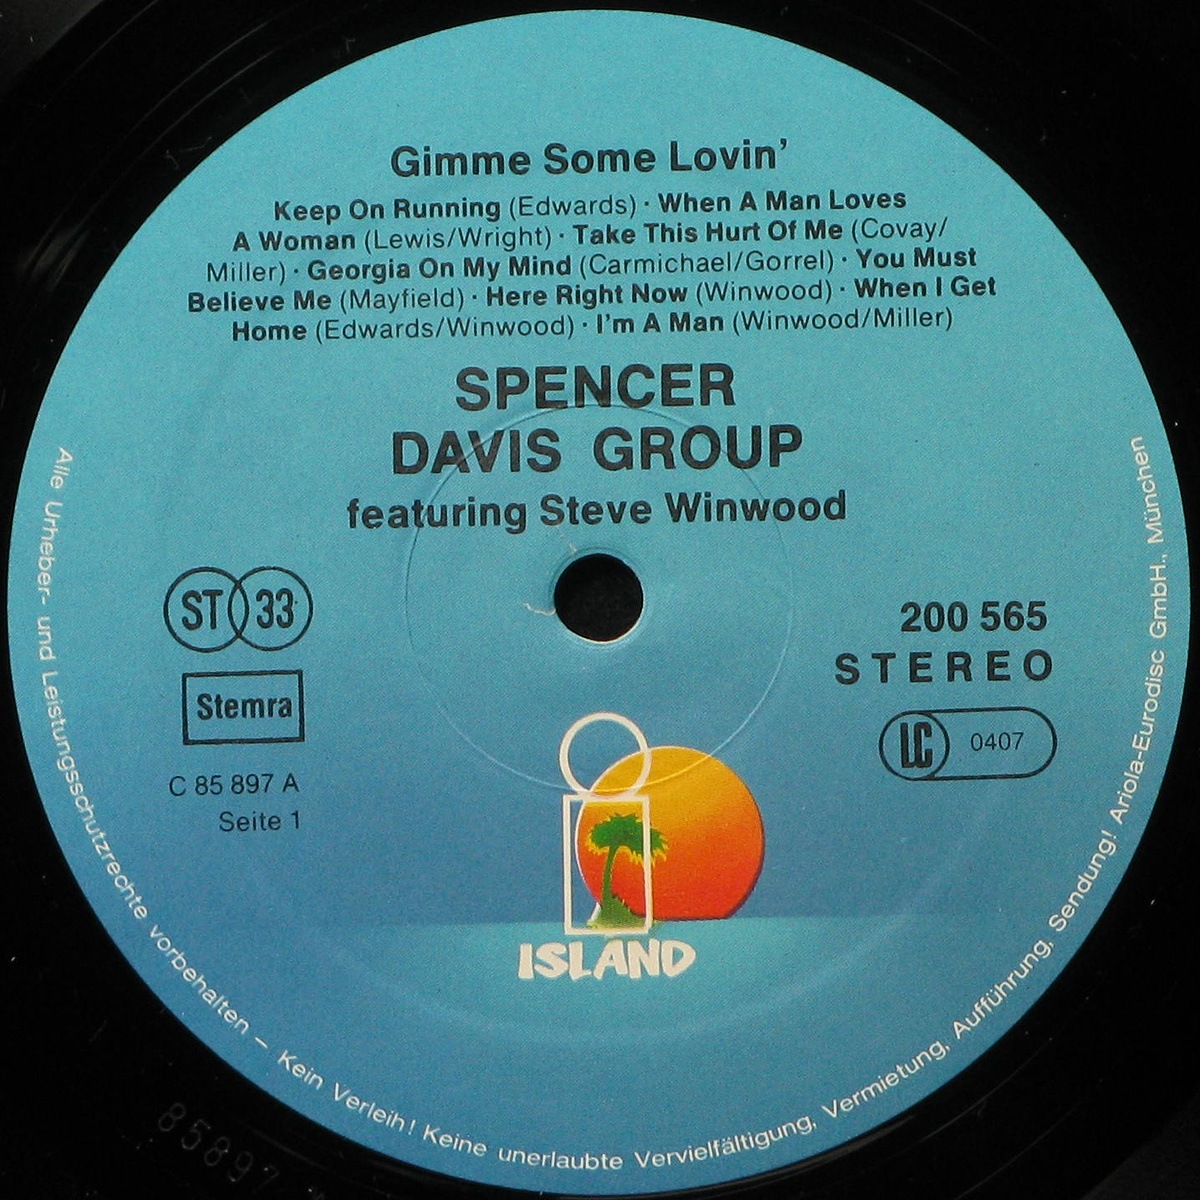 Gimme Some Lovin'
Keep On Running (Edwards) · When A Man Loves
A Woman (Lewis/Wright) · Take This Hurt Of Me (Covay/
Miller) · Georgia On My Mind (Carmichael/Gorrel) · You Must
Believe Me (Mayfield) · Here Right Now (Winwood) · When I Get
Home (Edwards/Winwood) · I'm A Man (Winwood/Miller)
SPENCER
DAVIS GROUP
featuring Steve Winwood
ST 33
Stemra
C 85 897 A
Seite 1
200 565
STEREO
LC 0407
ISLAND
Alle Urheber- und Leistungsschutzrechte vorbehalten – Kein Verleih! Keine unerlaubte Vervielfältigung, Vermietung, Aufführung, Sendung! Ariola-Eurodisc GmbH., München
85897